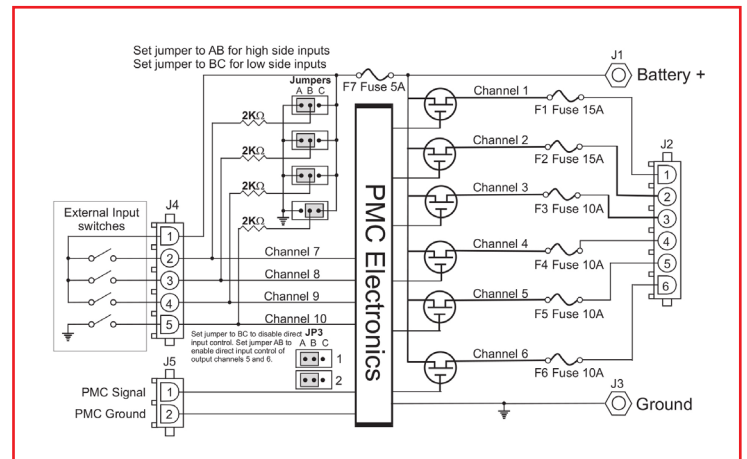 Set jumper to AB for high side inputs
Set jumper to BC for low side inputs
Jumpers
A B C
F7 Fuse 5A
J1
Battery +
Channel 1
F1 Fuse 15A
2KΩ
Channel 2
F2 Fuse 15A
J2
2KΩ
1
Channel 3
2
F3 Fuse 10A
3
2KΩ
J4
External Input
switches
2KΩ
PMC Electronics
Channel 4
4
F4 Fuse 10A
5
1
2
Channel 7
Channel 5
6
3
Channel 8
F5 Fuse 10A
4
Channel 9
5
Channel 10
Set jumper to BC to disable direct
input control. Set jumper AB to
enable direct input control of
output channels 5 and 6.
JP3
A B C
1
2
Channel 6
F6 Fuse 10A
J5
PMC Signal
1
PMC Ground
2
J3
Ground